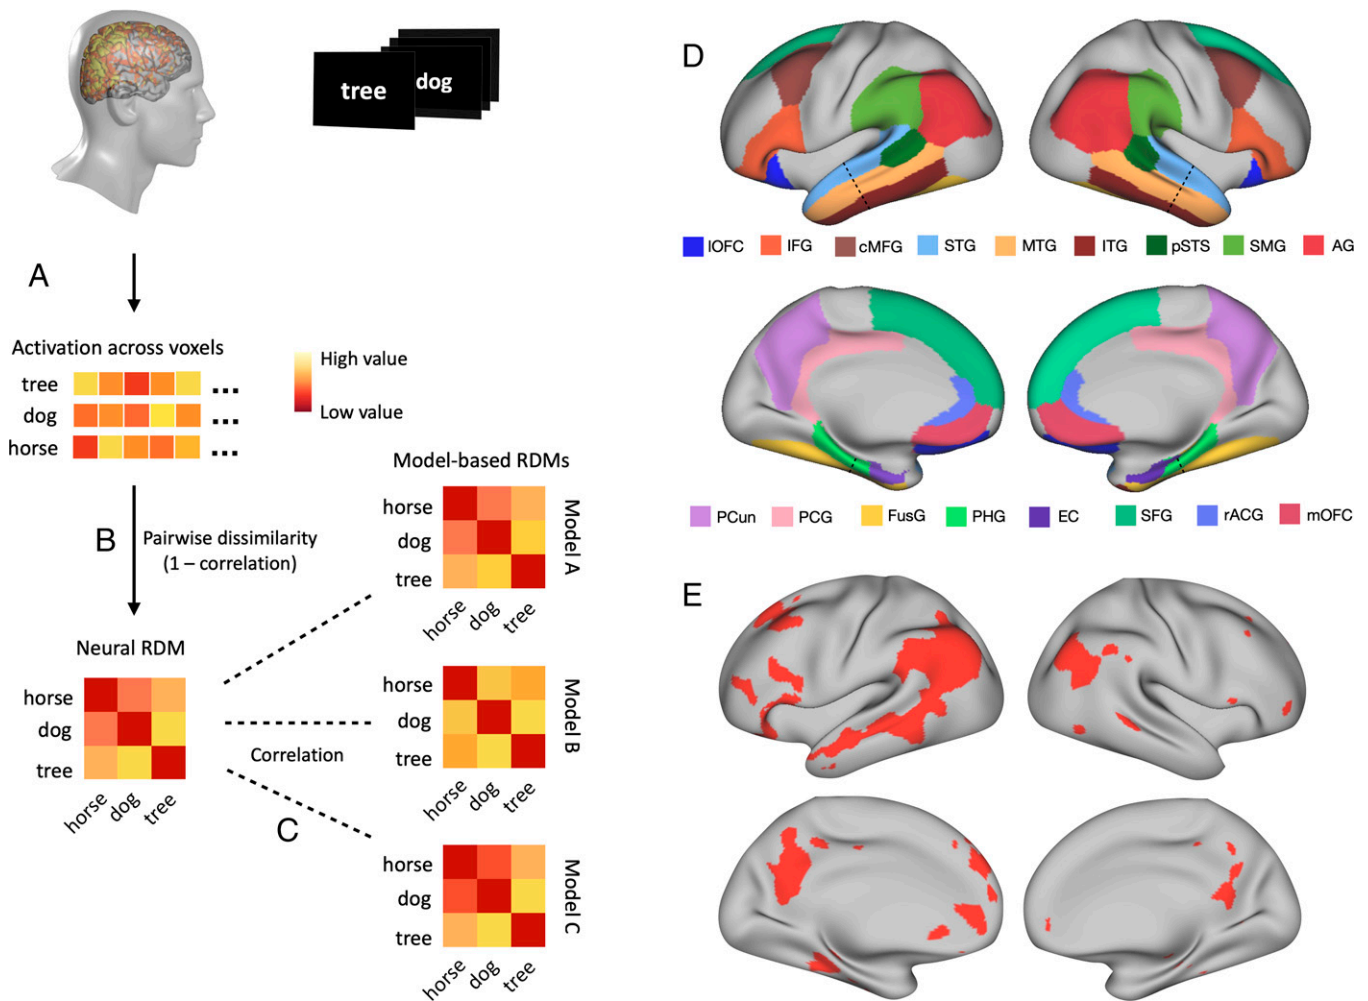 tree
dog
A
Activation across voxels
tree ...
dog ...
horse ...
High value
Low value
B
Pairwise dissimilarity
(1 – correlation)
Neural RDM
horse
dog
tree
horse
dog
tree
Correlation
C
Model-based RDMs
horse
dog
tree
horse
dog
tree
Model A
horse
dog
tree
horse
dog
tree
Model B
horse
dog
tree
horse
dog
tree
Model C
D
lOFC IFG cMFG STG MTG ITG pSTS SMG AG
PCun PCG FusG PHG EC SFG rACG mOFC
E